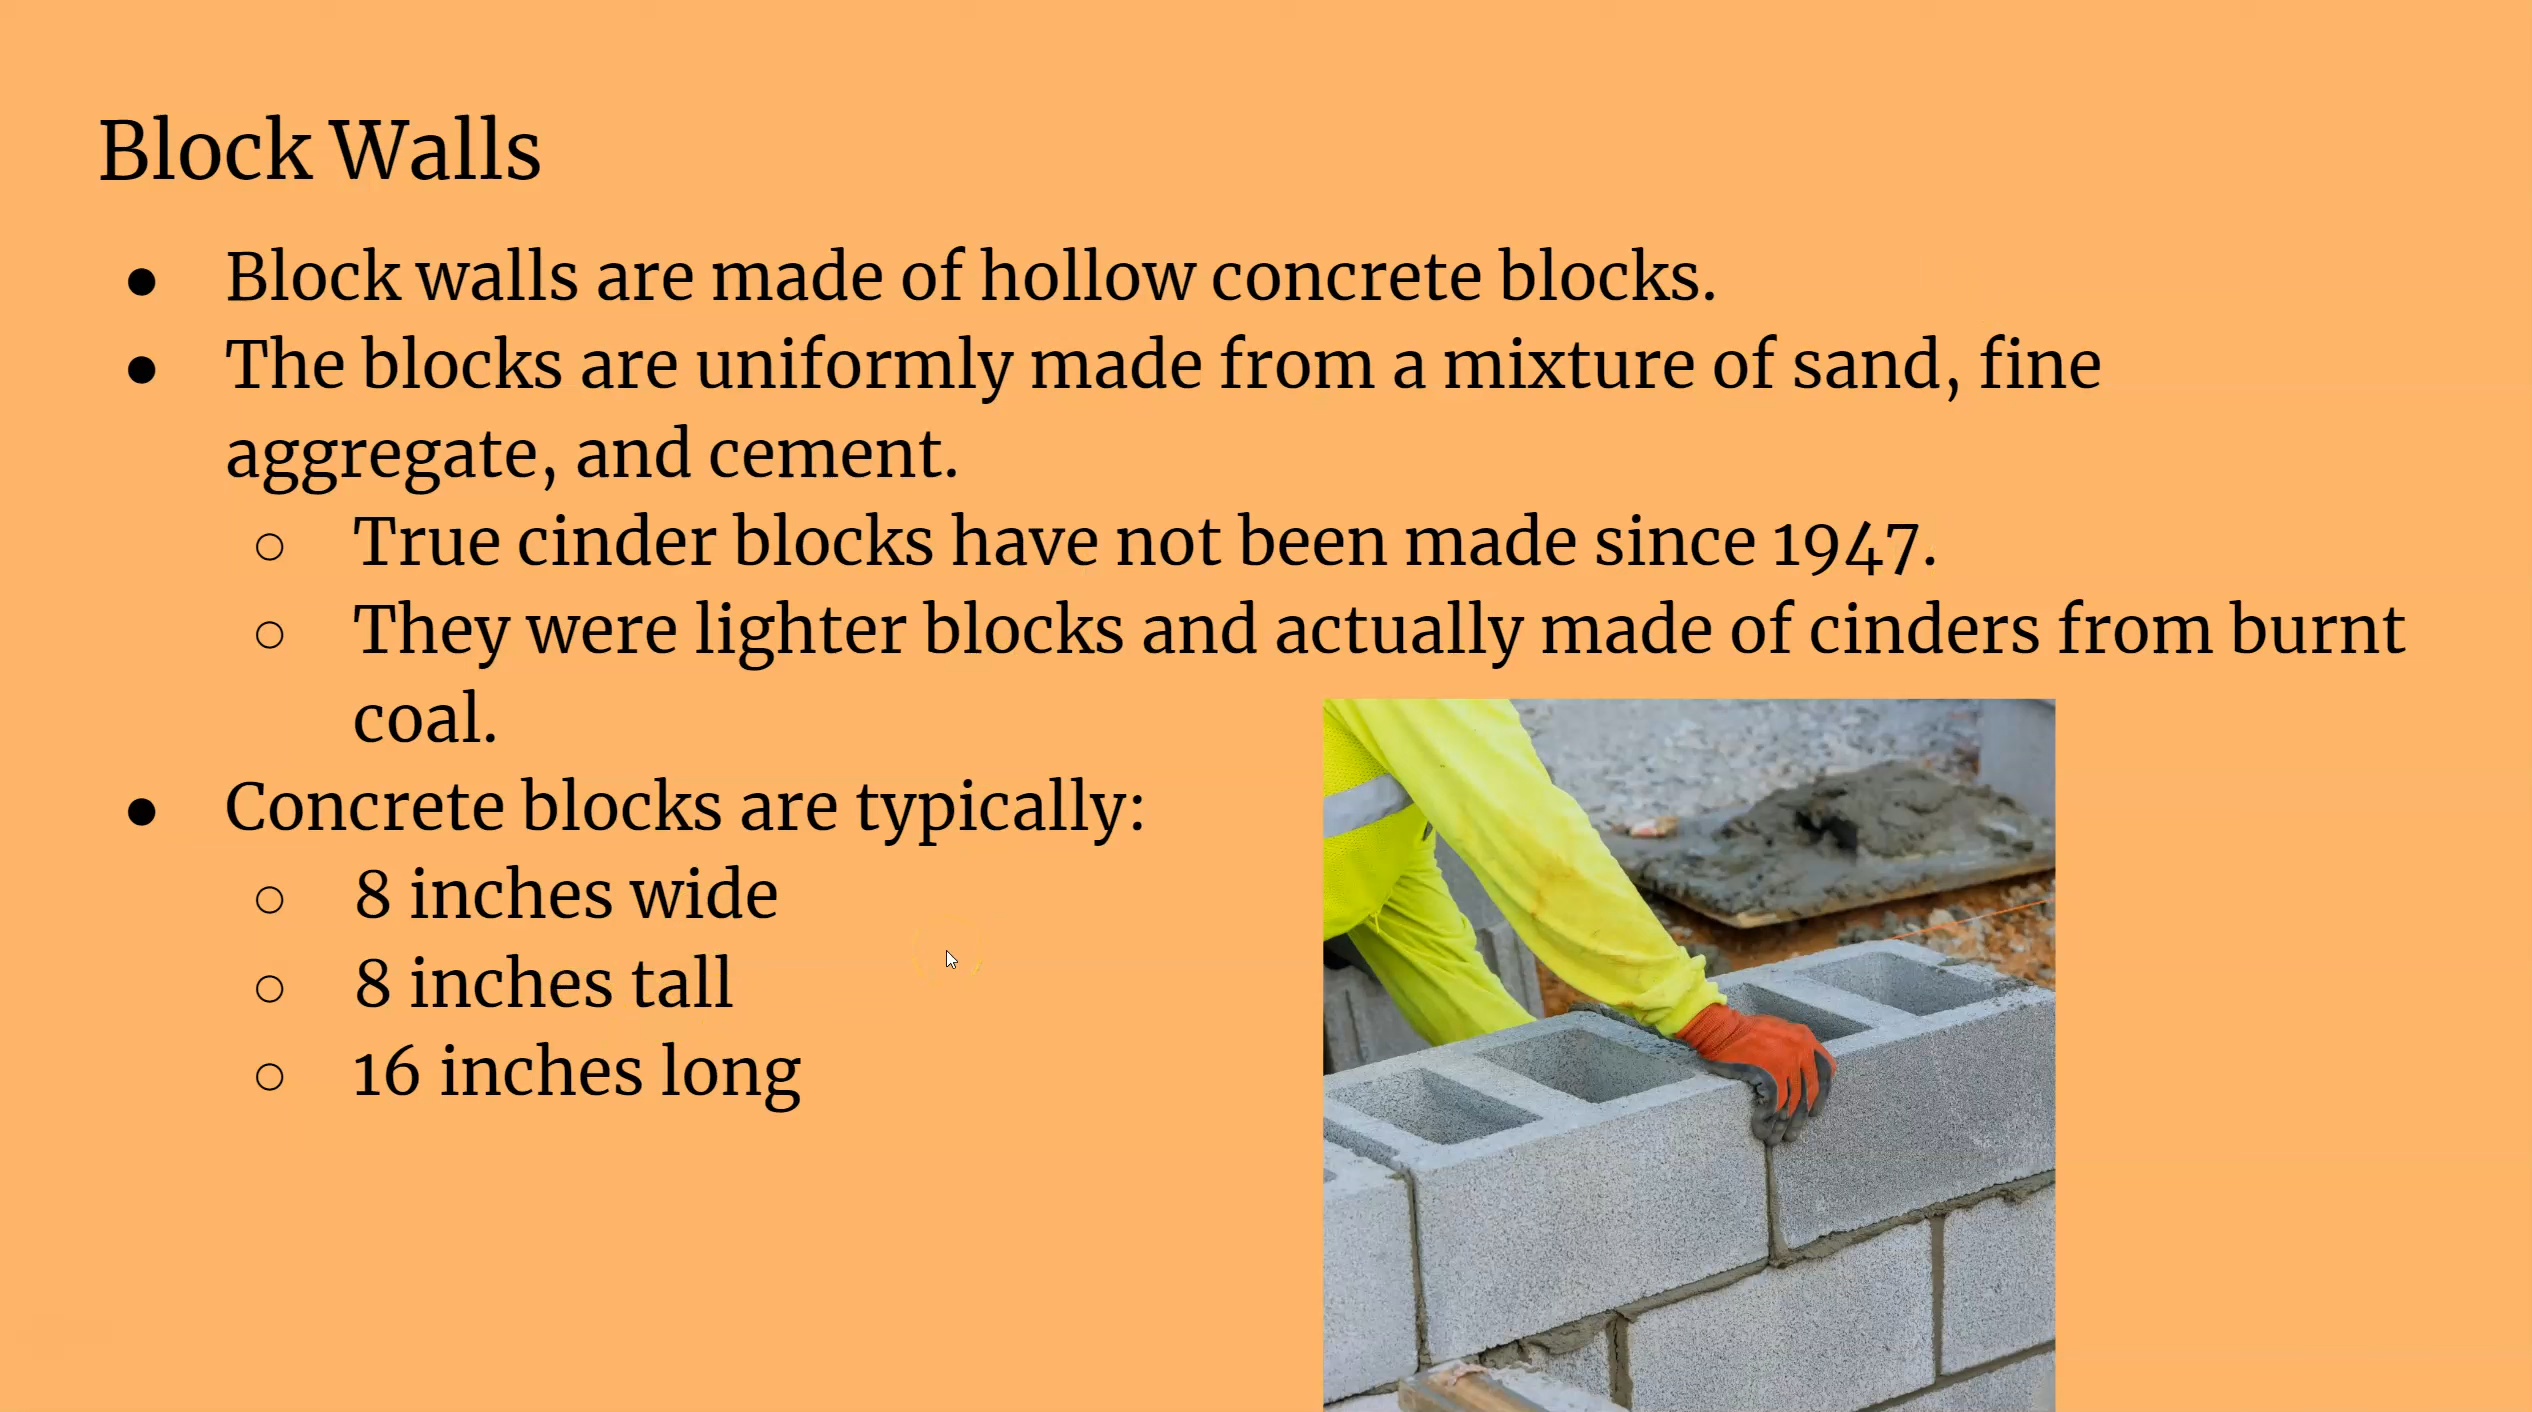 Block Walls
● Block walls are made of hollow concrete blocks.
● The blocks are uniformly made from a mixture of sand, fine
aggregate, and cement.
○ True cinder blocks have not been made since 1947.
○ They were lighter blocks and actually made of cinders from burnt
coal.
● Concrete blocks are typically:
○ 8 inches wide
○ 8 inches tall
○ 16 inches long